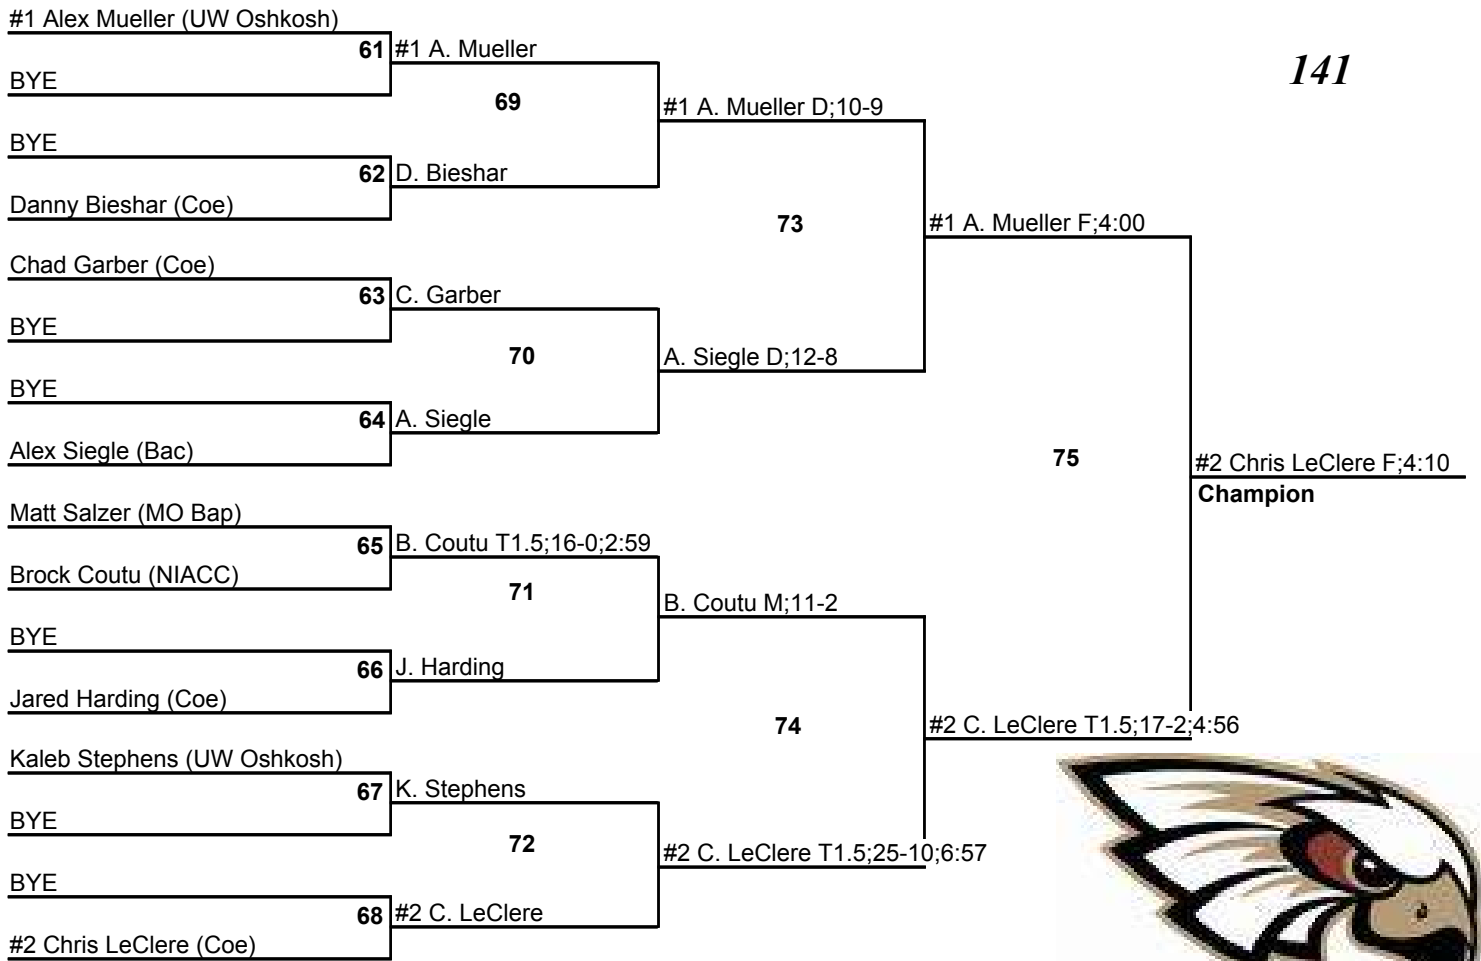 #1 Alex Mueller (UW Oshkosh)
61 #1 A. Mueller
141
BYE
69
#1 A. Mueller D;10-9
BYE
62 D. Bieshar
Danny Bieshar (Coe)
73
#1 A. Mueller F;4:00
Chad Garber (Coe)
63 C. Garber
BYE
70
A. Siegle D;12-8
BYE
64 A. Siegle
Alex Siegle (Bac)
75
#2 Chris LeClere F;4:10
Champion
Matt Salzer (MO Bap)
65 B. Coutu T1.5;16-0;2:59
Brock Coutu (NIACC)
71
B. Coutu M;11-2
BYE
66 J. Harding
Jared Harding (Coe)
74
#2 C. LeClere T1.5;17-2;4:56
Kaleb Stephens (UW Oshkosh)
67 K. Stephens
BYE
72
#2 C. LeClere T1.5;25-10;6:57
BYE
68 #2 C. LeClere
#2 Chris LeClere (Coe)